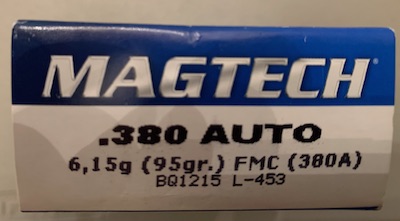 MAGTECH
.380 AUTO
6,15g (95gr.) FMC (380A)
BQ1215 L-453